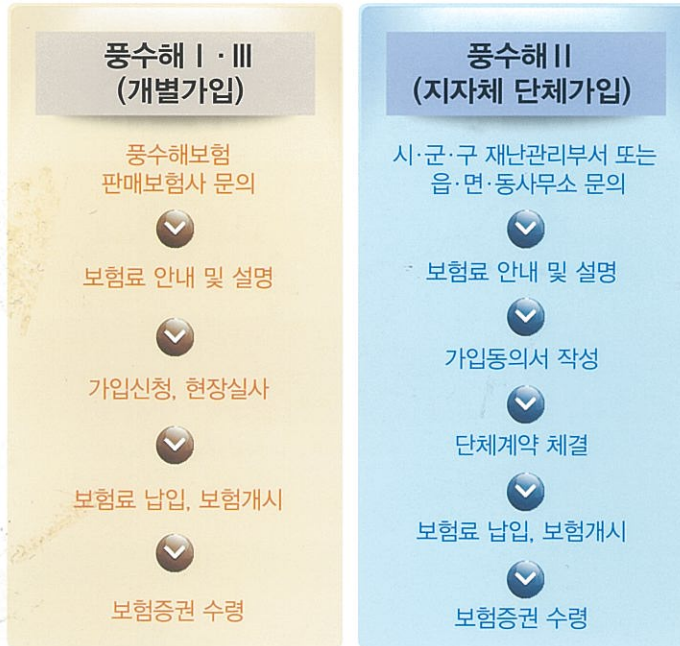 풍수해 Ⅰ·Ⅲ
(개별가입)
풍수해보험
판매보험사 문의
보험료 안내 및 설명
가입신청, 현장실사
보험료 납입, 보험개시
보험증권 수령
풍수해Ⅱ
(지자체 단체가입)
시·군·구 재난관리부서 또는
읍·면·동사무소 문의
보험료 안내 및 설명
가입동의서 작성
단체계약 체결
보험료 납입, 보험개시
보험증권 수령